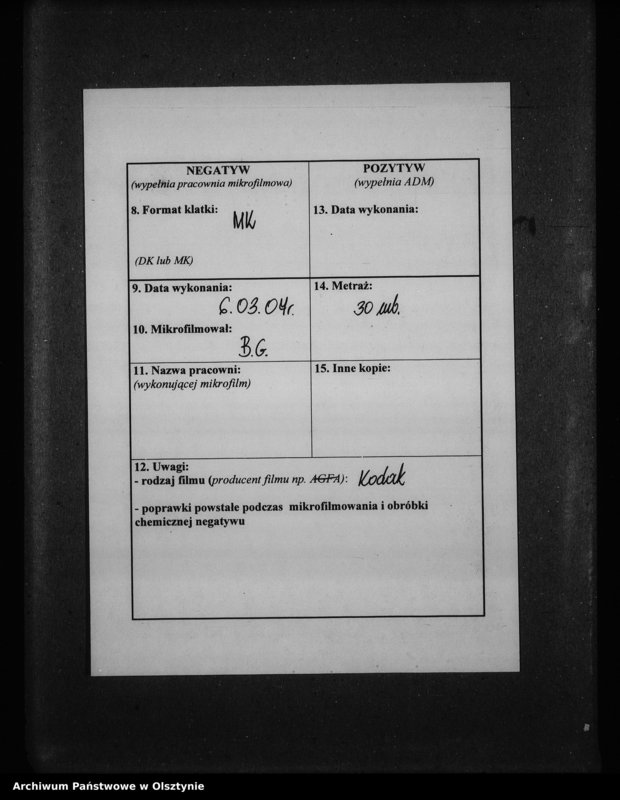 NEGATYW
(wypełnia pracownia mikrofilmowa)
8. Format klatki:
MK
(DK lub MK)
POZYTYW
(wypełnia ADM)
13. Data wykonania:
9. Data wykonania:
6.03.04r.
10. Mikrofilmował:
B.G.
14. Metraż:
30 mb.
11. Nazwa pracowni:
(wykonującej mikrofilm)
15. Inne kopie:
12. Uwagi:
- rodzaj filmu (producent filmu np. AGFA): Kodak
- poprawki powstałe podczas mikrofilmowania i obróbki
chemicznej negatywu
Archiwum Państwowe w Olsztynie